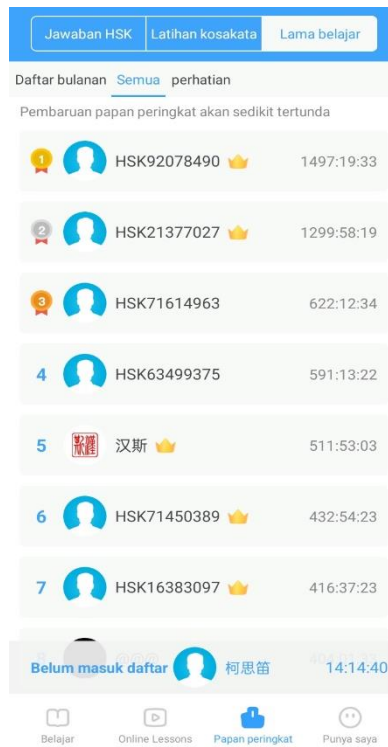 Jawaban HSK Latihan kosakata Lama belajar
Daftar bulanan Semua perhatian
Pembaruan papan peringkat akan sedikit tertunda
1 HSK92078490 1497:19:33
2 HSK21377027 1299:58:19
3 HSK71614963 622:12:34
4 HSK63499375 591:13:22
5 汉斯 511:53:03
6 HSK71450389 432:54:23
7 HSK16383097 416:37:23
Belum masuk daftar 柯思笛 14:14:40
Belajar Online Lessons Papan peringkat Punya saya